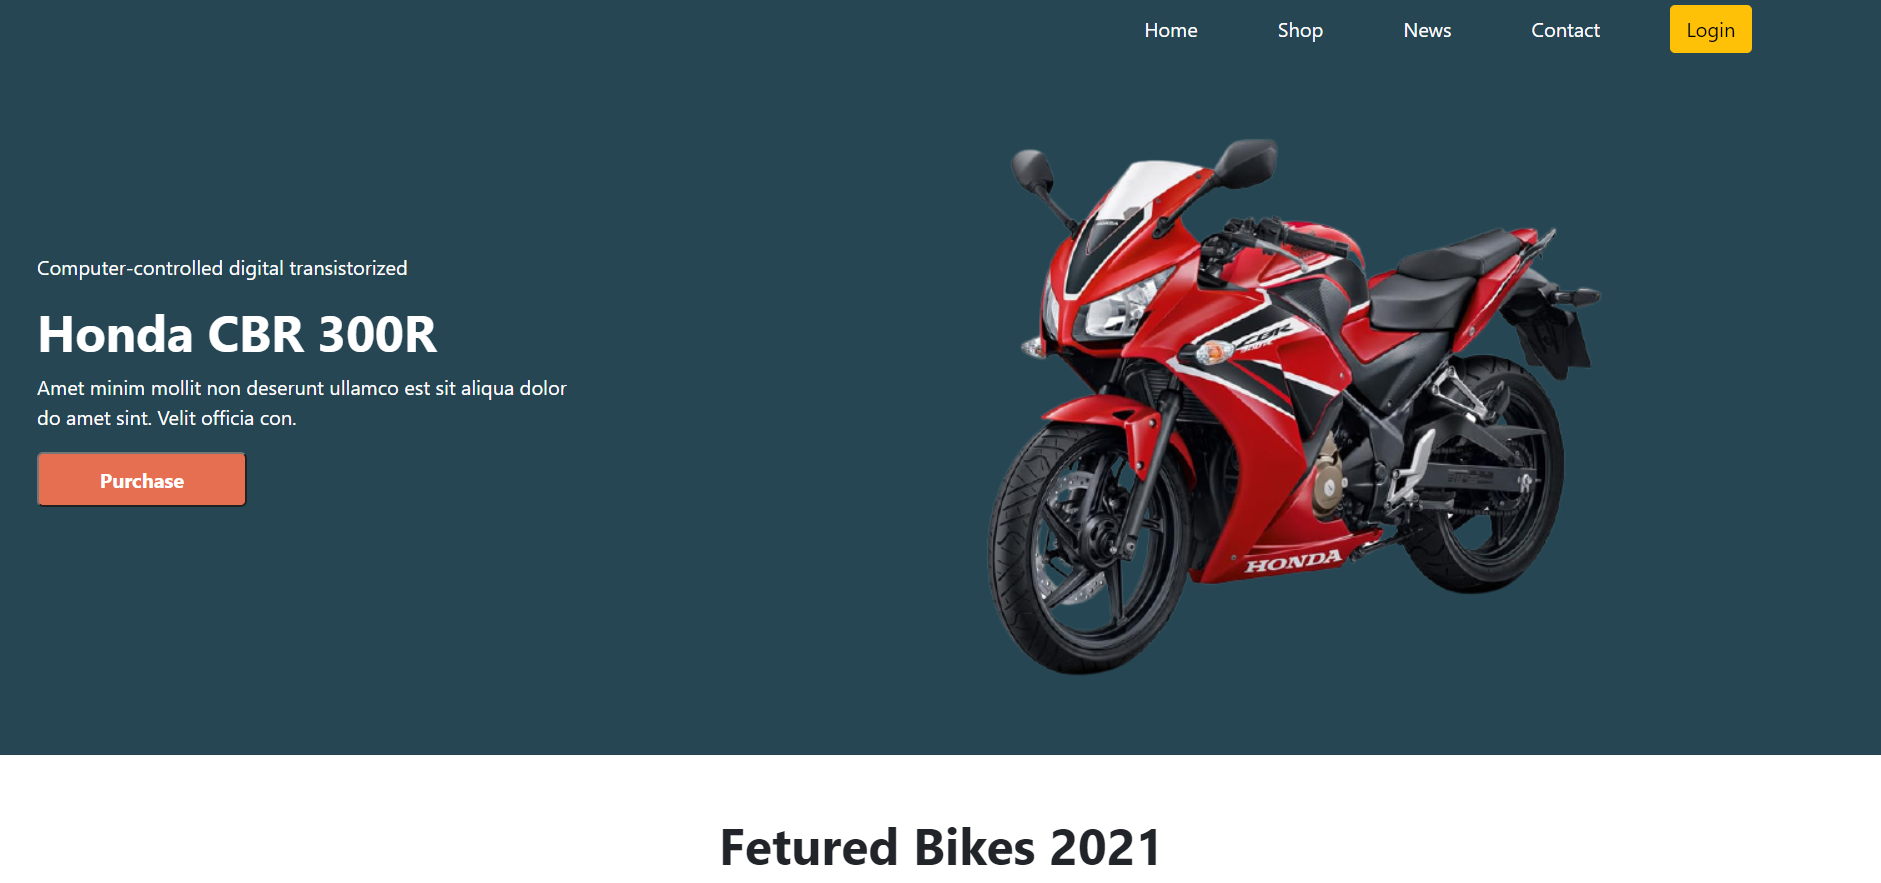 Home Shop News Contact Login
Computer-controlled digital transistorized
Honda CBR 300R
Amet minim mollit non deserunt ullamco est sit aliqua dolor
do amet sint. Velit officia con.
Purchase
HONDA
Fetured Bikes 2021